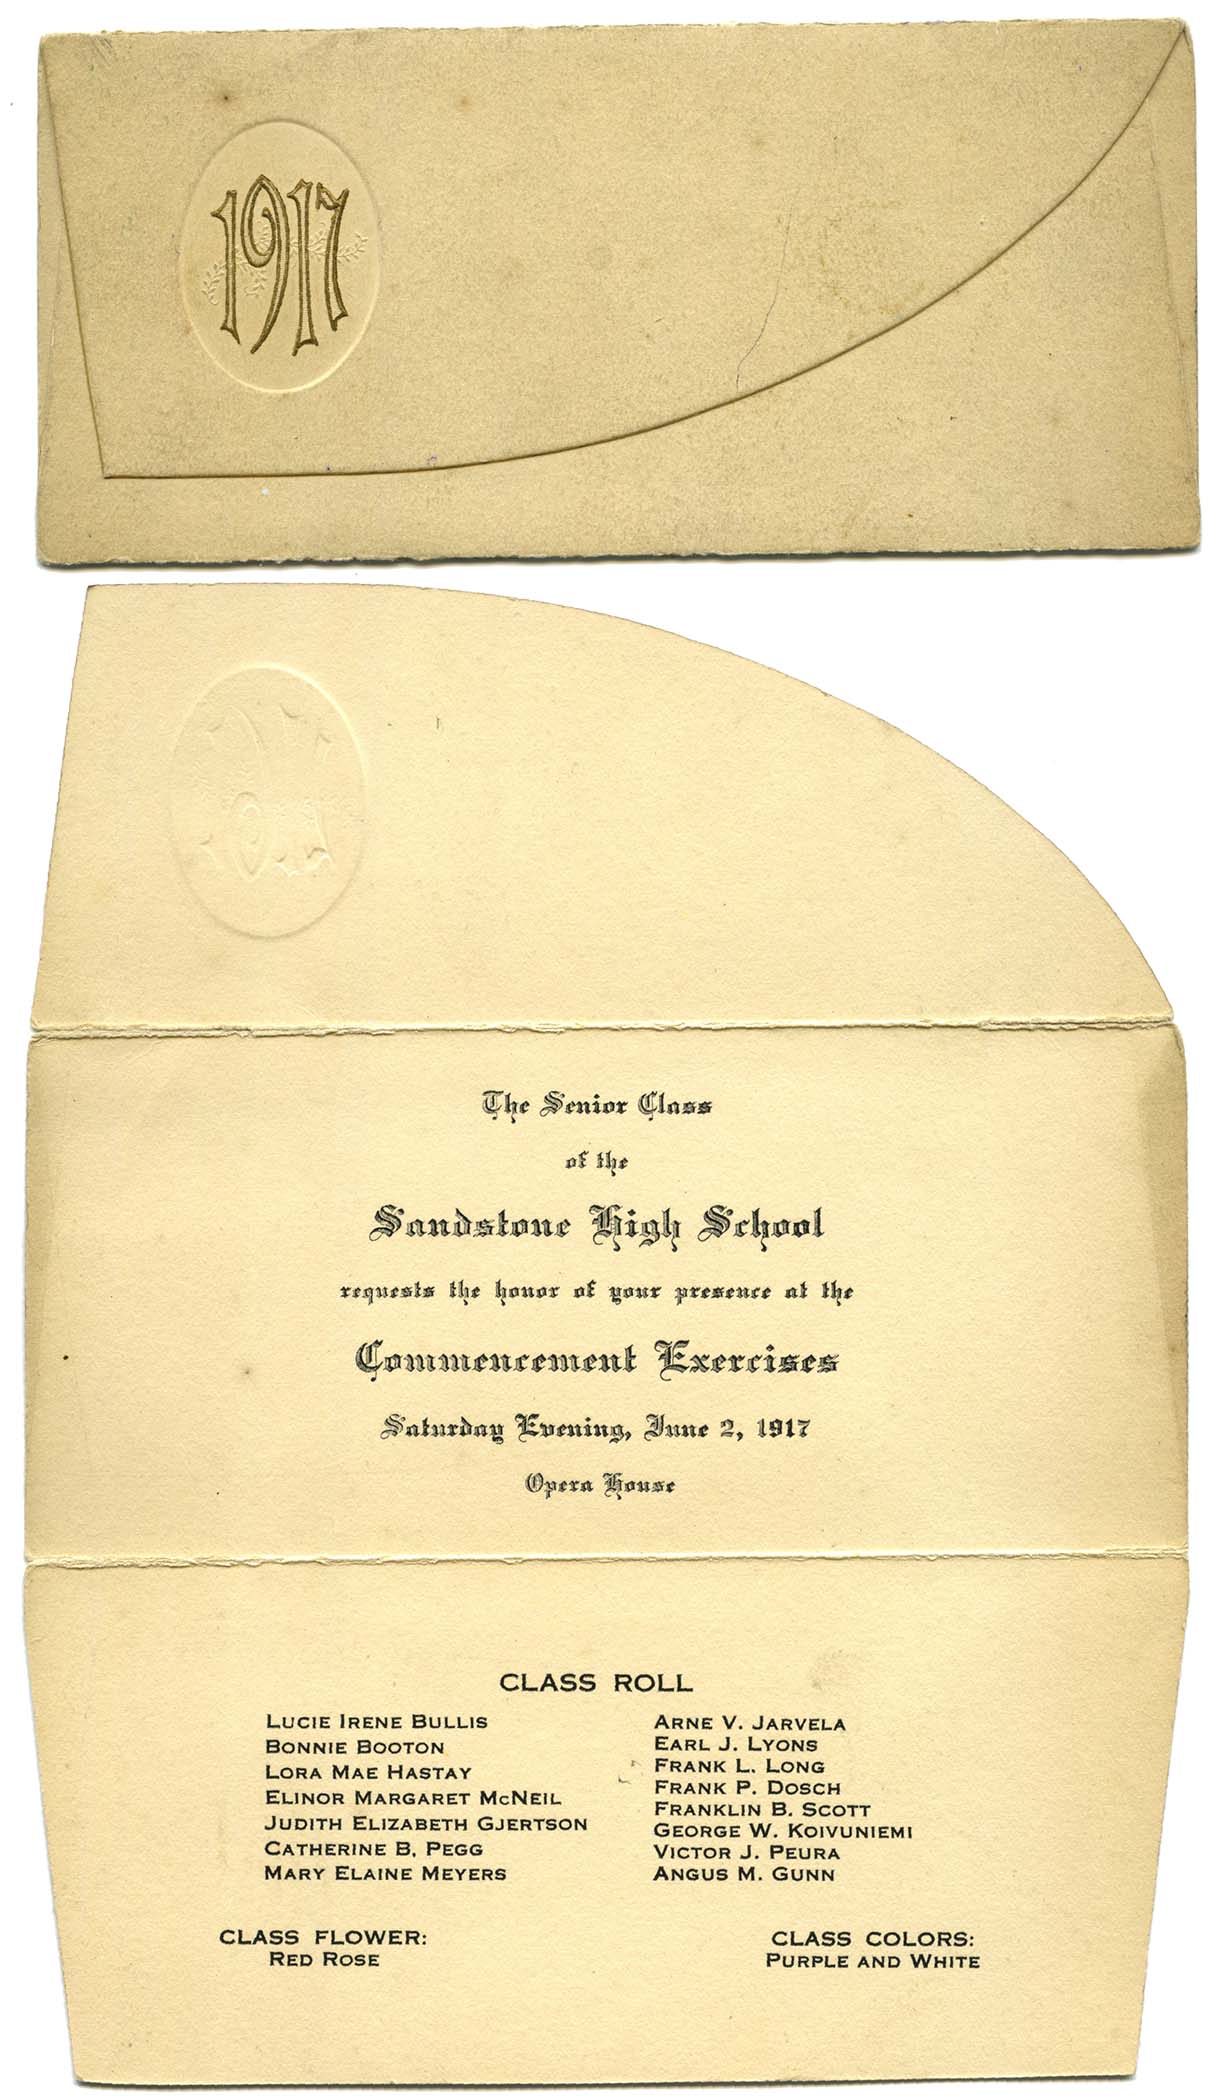 1917
The Senior Class
of the
Sandstone High School
requests the honor of your presence at the
Commencement Exercises
Saturday Evening, June 2, 1917
Opera House
CLASS ROLL
LUCIE IRENE BULLIS
BONNIE BOOTON
LORA MAE HASTAY
ELINOR MARGARET MCNEIL
JUDITH ELIZABETH GJERTSON
CATHERINE B. PEGG
MARY ELAINE MEYERS
ARNE V. JARVELA
EARL J. LYONS
FRANK L. LONG
FRANK P. DOSCH
FRANKLIN B. SCOTT
GEORGE W. KOIVUNIEMI
VICTOR J. PEURA
ANGUS M. GUNN
CLASS FLOWER:
RED ROSE
CLASS COLORS:
PURPLE AND WHITE